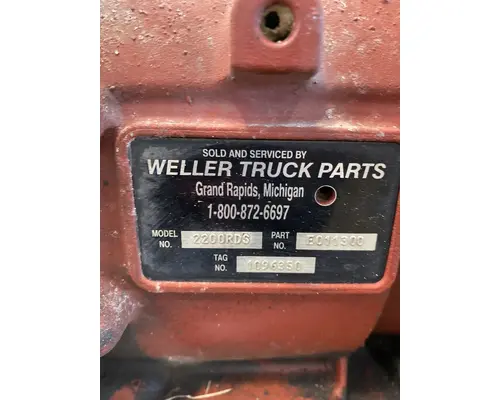 SOLD AND SERVICED BY
WELLER TRUCK PARTS
Grand Rapids, Michigan
1-800-872-6697
MODEL NO. 2200RDS PART NO. EO11300
TAG NO. 1096350